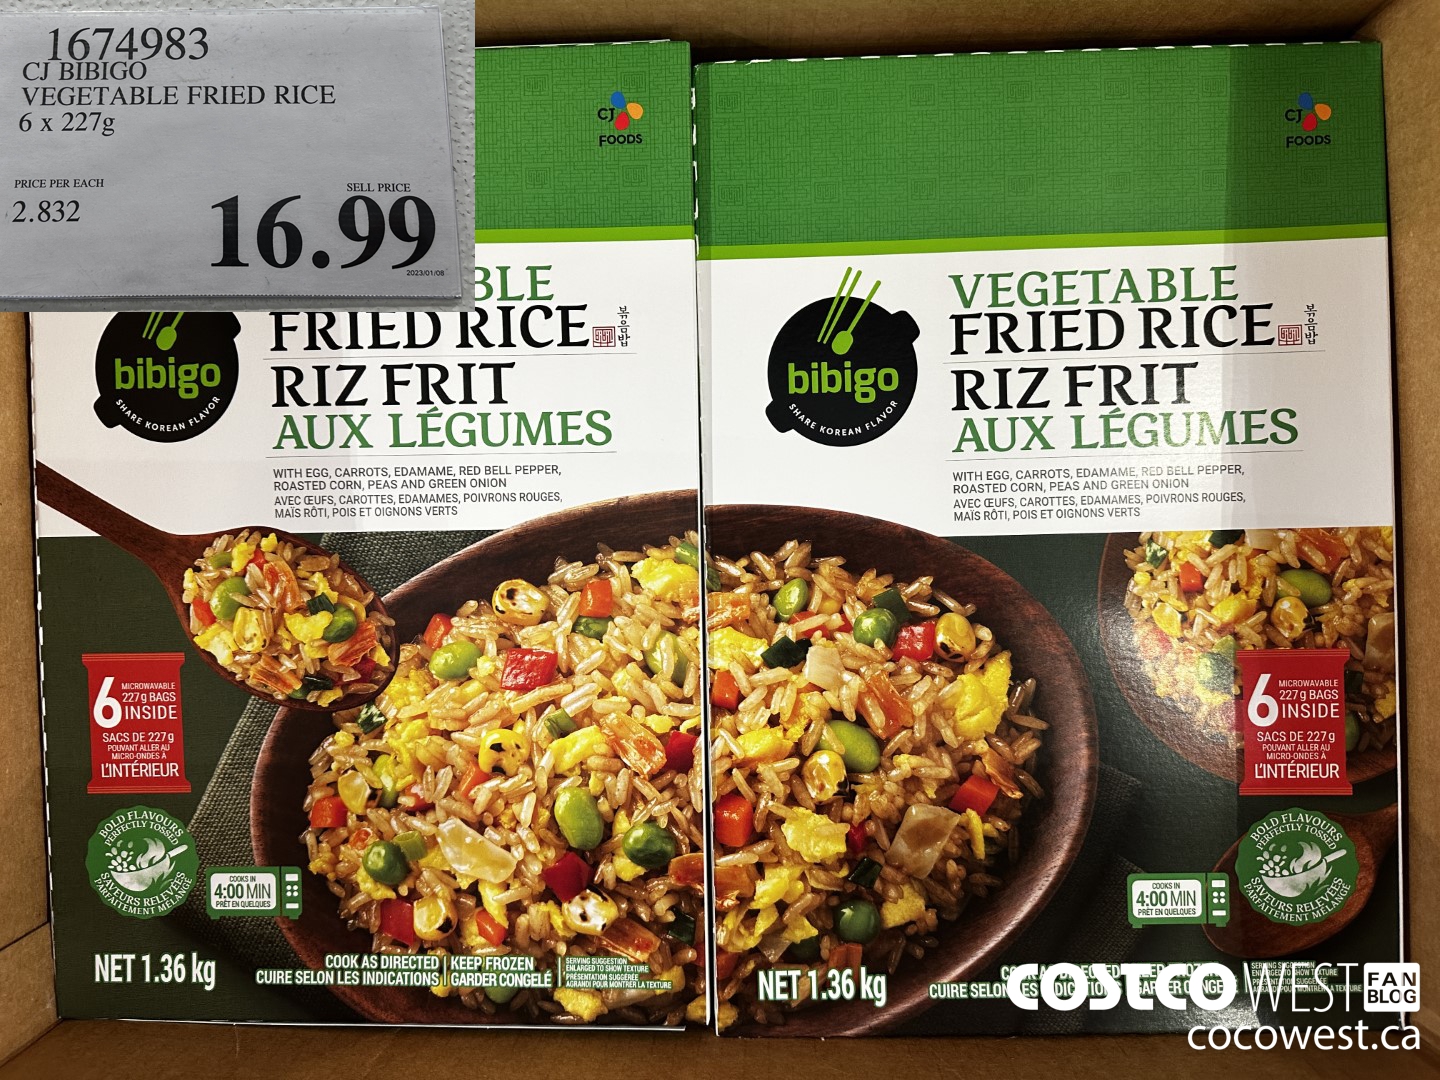 1674983
CJ BIBIGO
VEGETABLE FRIED RICE
6 x 227g
PRICE PER EACH
2.832
SELL PRICE
16.99
2023/01/08
CJ
FOODS
BLE
FRIED RICE
볶음밥
RIZ FRIT
AUX LÉGUMES
bibigo
SHARE KOREAN FLAVOR
WITH EGG, CARROTS, EDAMAME, RED BELL PEPPER,
ROASTED CORN, PEAS AND GREEN ONION
AVEC ŒUFS, CAROTTES, EDAMAMES, POIVRONS ROUGES,
MAÏS RÔTI, POIS ET OIGNONS VERTS
6 MICROWAVABLE
227 g BAGS
INSIDE
SACS DE 227 g
POUVANT ALLER AU
MICRO-ONDES À
L'INTÉRIEUR
BOLD FLAVOURS
PERFECTLY TOSSED
SAVEURS RELEVÉES
PARFAITEMENT MÉLANGÉ
COOKS IN
4:00 MIN
PRÊT EN QUELQUES
NET 1.36 kg
COOK AS DIRECTED
CUIRE SELON LES INDICATIONS
KEEP FROZEN
GARDER CONGELÉ
SERVING SUGGESTION
ENLARGED TO SHOW TEXTURE
PRÉSENTATION SUGGÉRÉE
AGRANDI POUR MONTRER LA TEXTURE
CJ
FOODS
VEGETABLE
FRIED RICE
볶음밥
RIZ FRIT
AUX LÉGUMES
bibigo
SHARE KOREAN FLAVOR
WITH EGG, CARROTS, EDAMAME, RED BELL PEPPER,
ROASTED CORN, PEAS AND GREEN ONION
AVEC ŒUFS, CAROTTES, EDAMAMES, POIVRONS ROUGES,
MAÏS RÔTI, POIS ET OIGNONS VERTS
6 MICROWAVABLE
227 g BAGS
INSIDE
SACS DE 227 g
POUVANT ALLER AU
MICRO-ONDES À
L'INTÉRIEUR
BOLD FLAVOURS
PERFECTLY TOSSED
SAVEURS RELEVÉES
PARFAITEMENT MÉLANGÉ
COOKS IN
4:00 MIN
PRÊT EN QUELQUES
NET 1.36 kg
CUIRE SELON
COSTCO WEST FAN BLOG
cocowest.ca